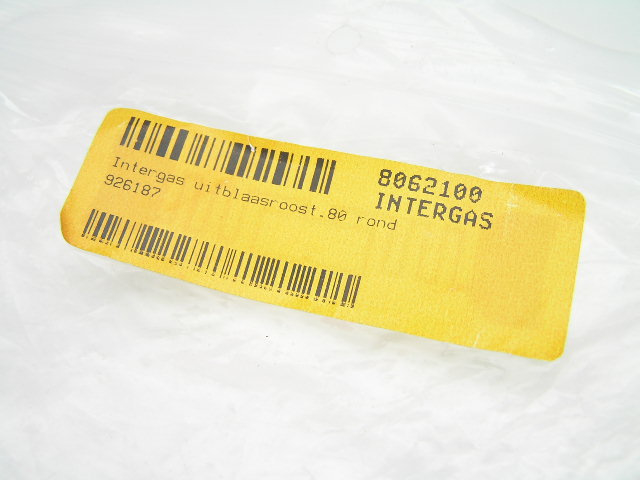 8062100
INTERGAS
Intergas uitblaasroost.80 rond
926187